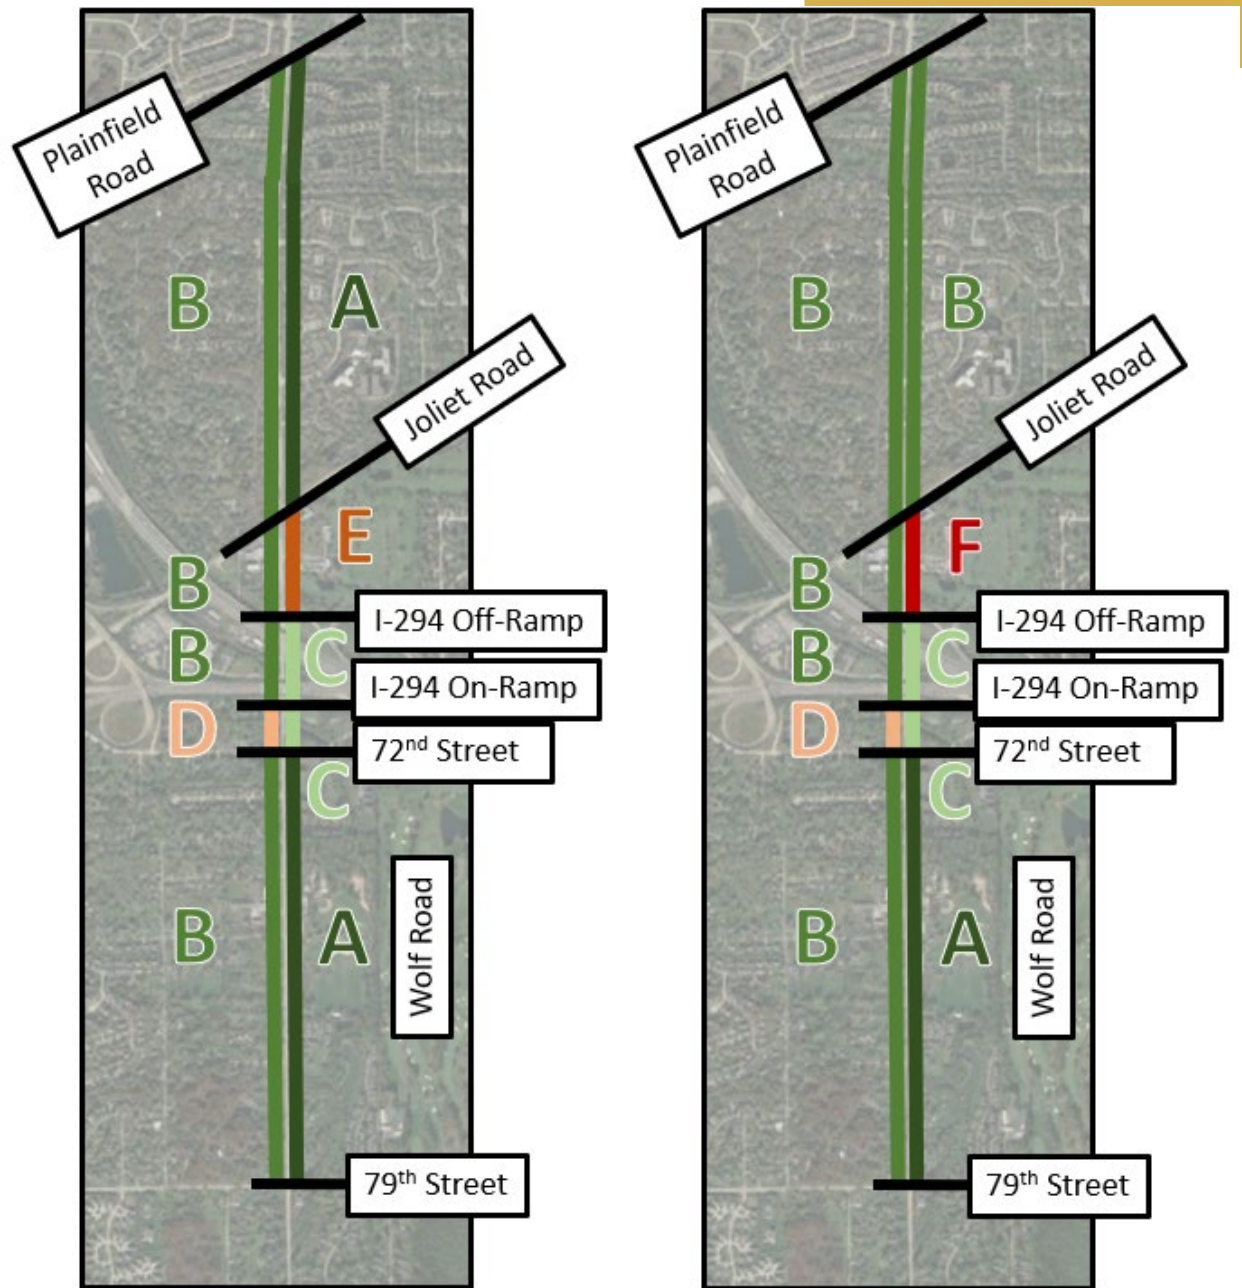 Plainfield
Road
B
A
Joliet Road
E
B
I-294 Off-Ramp
B
C
I-294 On-Ramp
D
72nd Street
C
B
A
Wolf Road
79th Street
Plainfield
Road
B
B
Joliet Road
F
B
I-294 Off-Ramp
B
C
I-294 On-Ramp
D
72nd Street
C
B
A
Wolf Road
79th Street